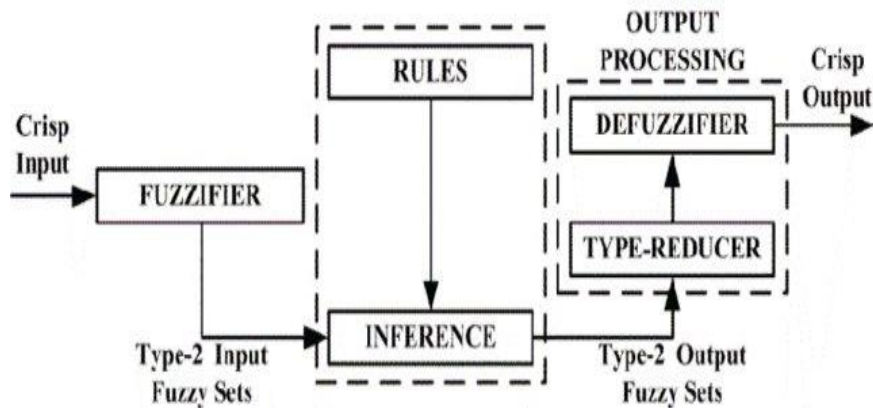 OUTPUT
PROCESSING
RULES
Crisp
Output
DEFUZZIFIER
Crisp
Input
FUZZIFIER
TYPE-REDUCER
INFERENCE
Type-2 Input
Fuzzy Sets
Type-2 Output
Fuzzy Sets